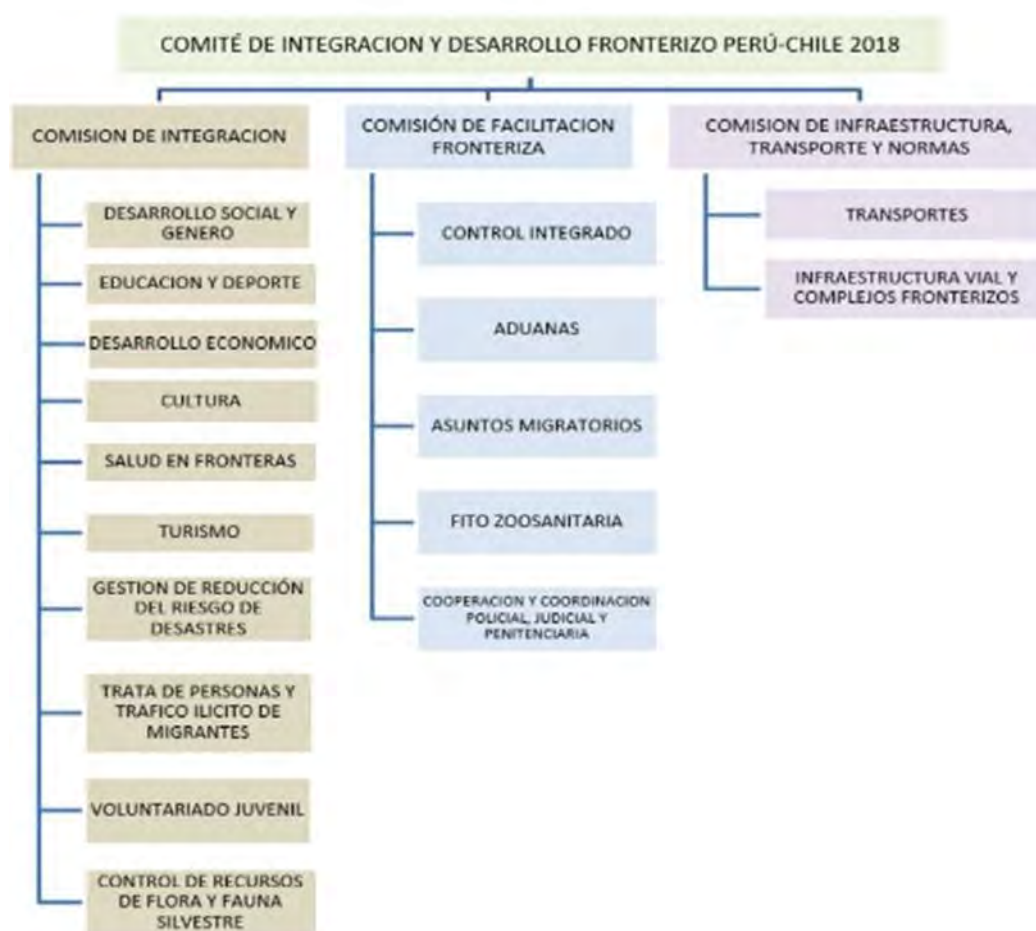 COMITÉ DE INTEGRACION Y DESARROLLO FRONTERIZO PERÚ-CHILE 2018
COMISION DE INTEGRACION
DESARROLLO SOCIAL Y
GENERO
EDUCACION Y DEPORTE
DESARROLLO ECONOMICO
CULTURA
SALUD EN FRONTERAS
TURISMO
GESTION DE REDUCCIÓN
DEL RIESGO DE
DESASTRES
TRATA DE PERSONAS Y
TRAFICO ILICITO DE
MIGRANTES
VOLUNTARIADO JUVENIL
CONTROL DE RECURSOS
DE FLORA Y FAUNA
SILVESTRE
COMISIÓN DE FACILITACION
FRONTERIZA
CONTROL INTEGRADO
ADUANAS
ASUNTOS MIGRATORIOS
FITO ZOOSANITARIA
COOPERACION Y COORDINACION
POLICIAL, JUDICIAL Y
PENITENCIARIA
COMISION DE INFRAESTRUCTURA,
TRANSPORTE Y NORMAS
TRANSPORTES
INFRAESTRUCTURA VIAL Y
COMPLEJOS FRONTERIZOS